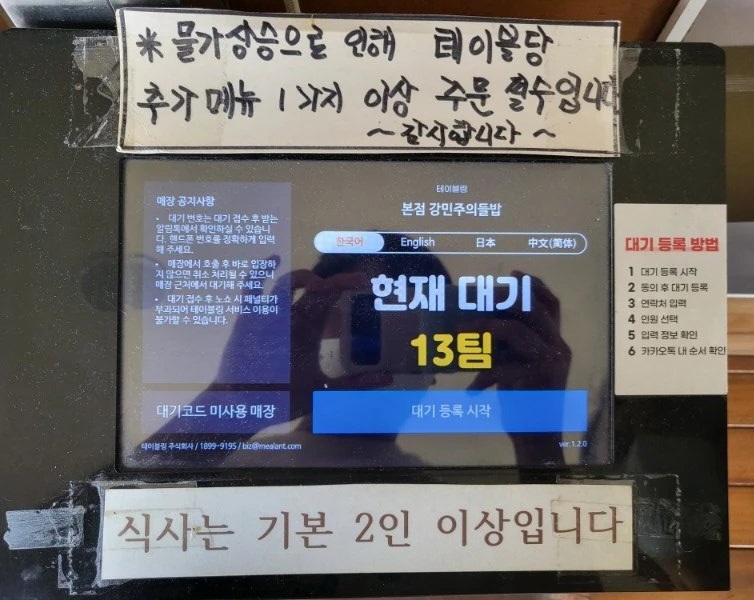 * 물가상승으로 인해 테이블당
추가 메뉴 1가지 이상 주문 필수입니다
~ 감사합니다 ~
매장 공지사항
• 대기 번호는 대기 접수 후 받는
알림톡에서 확인하실 수 있습니
다. 핸드폰 번호를 정확하게 입력
해 주세요.
• 매장에서 호출 후 바로 입장하
지 않으면 취소 처리될 수 있으니
매장 근처에서 대기해 주세요.
• 대기 접수 후 노쇼 시 페널티가
부과되어 테이블링 서비스 이용이
불가할 수 있습니다.
대기코드 미사용 매장
테이블링
본점 강민주의들밥
한국어 English 日本 中文(简体)
현재 대기
13팀
대기 등록 시작
테이블링 주식회사 / 1899-9195 / biz@mealant.com
ver.1.2.0
대기 등록 방법
1 대기 등록 시작
2 동의 후 대기 등록
3 연락처 입력
4 인원 선택
5 입력 정보 확인
6 카카오톡 내 순서 확인
식사는 기본 2인 이상입니다